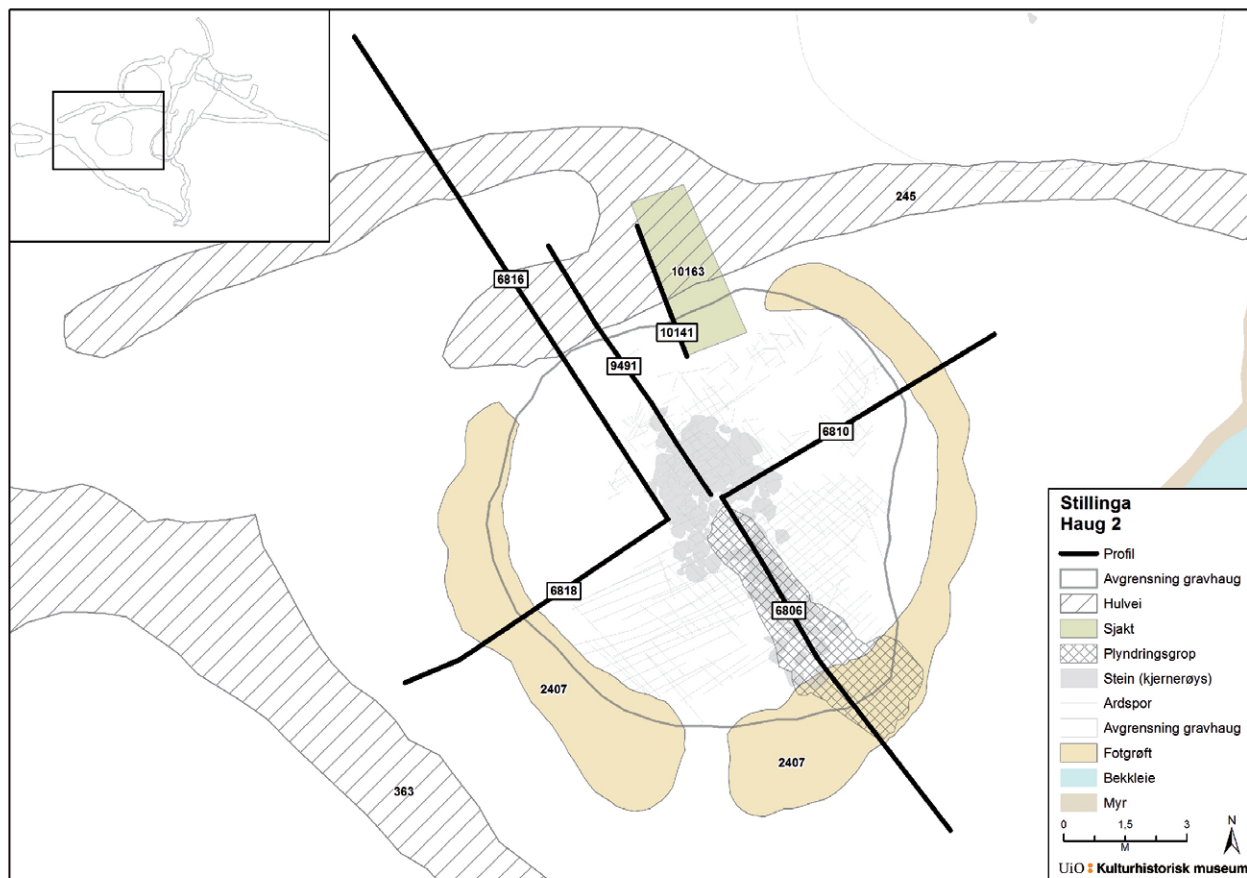 245
6816
10163
10141
9491
6810
6818
6806
2407
2407
363
Stillinga
Haug 2
Profil
Avgrensning gravhaug
Hulvei
Sjakt
Plyndringsgrop
Stein (kjernerøys)
Ardspor
Avgrensning gravhaug
Fotgrøft
Bekkleie
Myr
0 1,5 3
M
N
UiO Kulturhistorisk museum